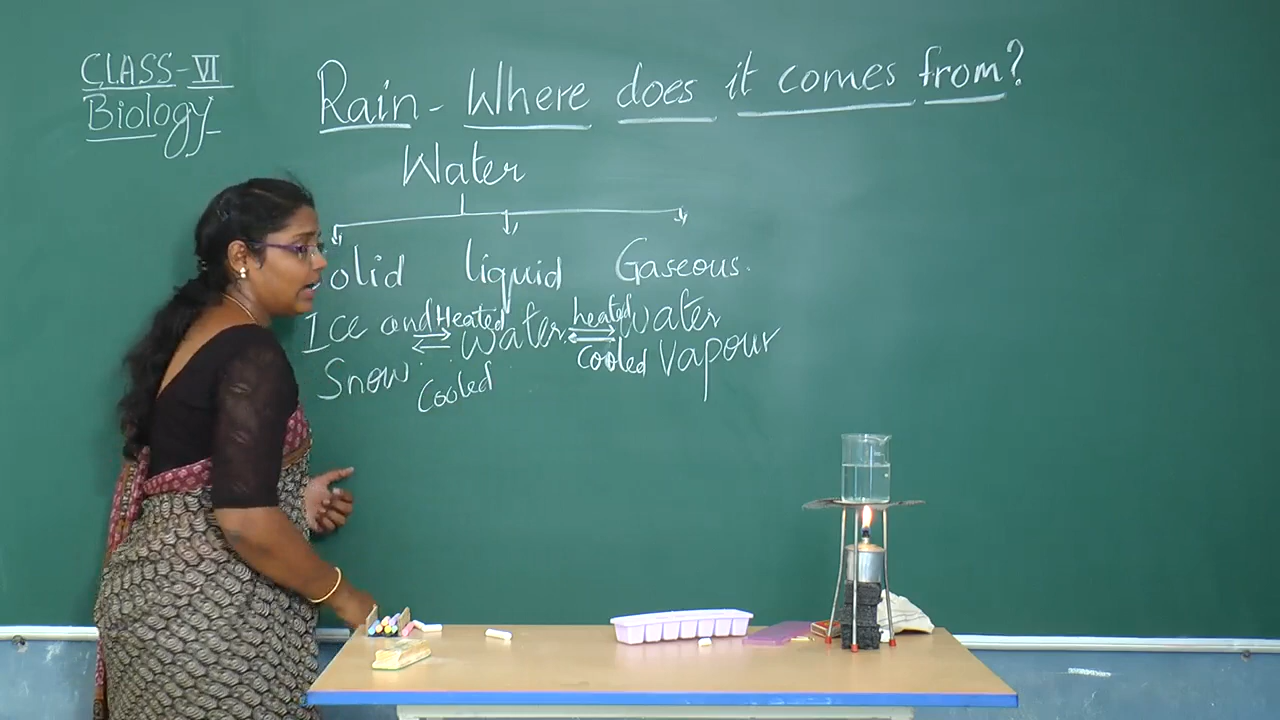 CLASS-VI
Biology
Rain - Where does it comes from?
Water
olid liquid Gaseous.
Ice and Heated Water heated Water
Snow. Cooled cooled Vapour